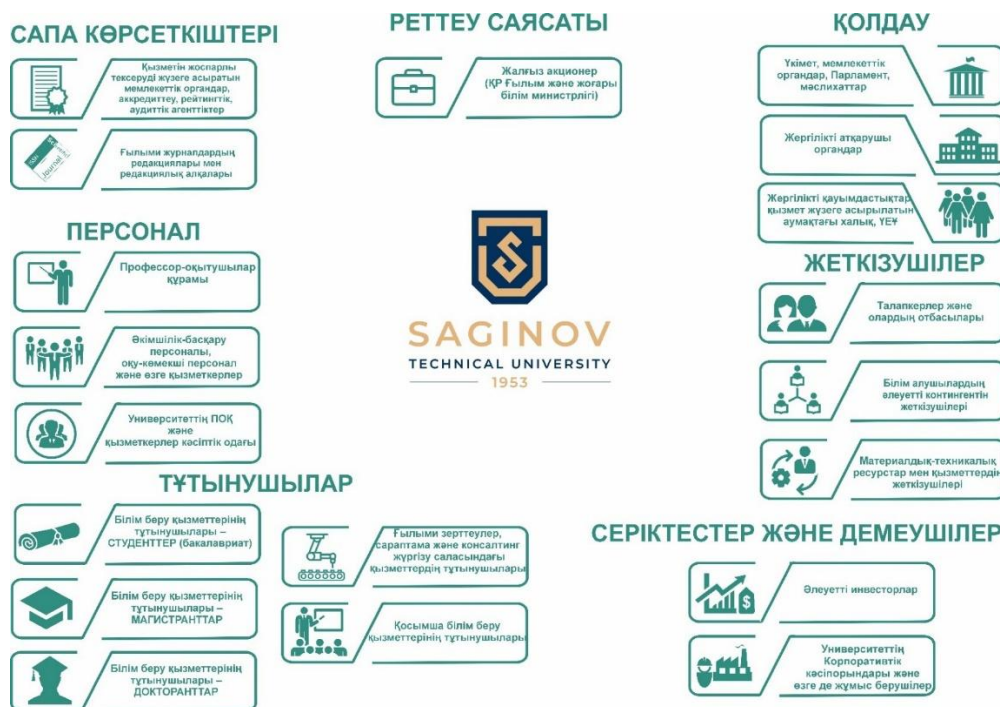 САПА КӨРСЕТКІШТЕРІ
Қызметін жоспарлы
тексеруді жүзеге асыратын
мемлекеттік органдар,
аккредиттеу, рейтингтік,
аудиттік агенттіктер
Journal
Ғылыми журналдардың
редакциялары мен
редакциялық алқалары
РЕТТЕУ САЯСАТЫ
Жалғыз акционер
(ҚР Ғылым және жоғары
білім министрлігі)
ҚОЛДАУ
Үкімет, мемлекеттік
органдар, Парламент,
мәслихаттар
Жергілікті атқарушы
органдар
Жергілікті қауымдастықтар
қызмет жүзеге асырылатын
аумақтағы халық, ҮЕҰ
ПЕРСОНАЛ
Профессор-оқытушылар
құрамы
Әкімшілік-басқару
персоналы,
оқу-көмекші персонал
және өзге қызметкерлер
Университеттің ПОҚ
және
қызметкерлер кәсіптік одағы
SAGINOV
TECHNICAL UNIVERSITY
1953
ЖЕТКІЗУШІЛЕР
Талапкерлер және
олардың отбасылары
Білім алушылардың
әлеуетті контингентін
жеткізушілері
Материалдық-техникалық
ресурстар мен қызметтердің
жеткізушілері
ТҰТЫНУШЫЛАР
Білім беру қызметтерінің
тұтынушылары –
СТУДЕНТТЕР (бакалавриат)
Білім беру қызметтерінің
тұтынушылары –
МАГИСТРАНТТАР
Білім беру қызметтерінің
тұтынушылары –
ДОКТОРАНТТАР
Ғылыми зерттеулер,
сараптама және консалтинг
жүргізу саласындағы
қызметтердің тұтынушылары
Қосымша білім беру
қызметтерінің тұтынушылары
СЕРІКТЕСТЕР ЖӘНЕ ДЕМЕУШІЛЕР
Әлеуетті инвесторлар
Университеттің
Корпоративтік
кәсіпорындары және
өзге де жұмыс берушілер